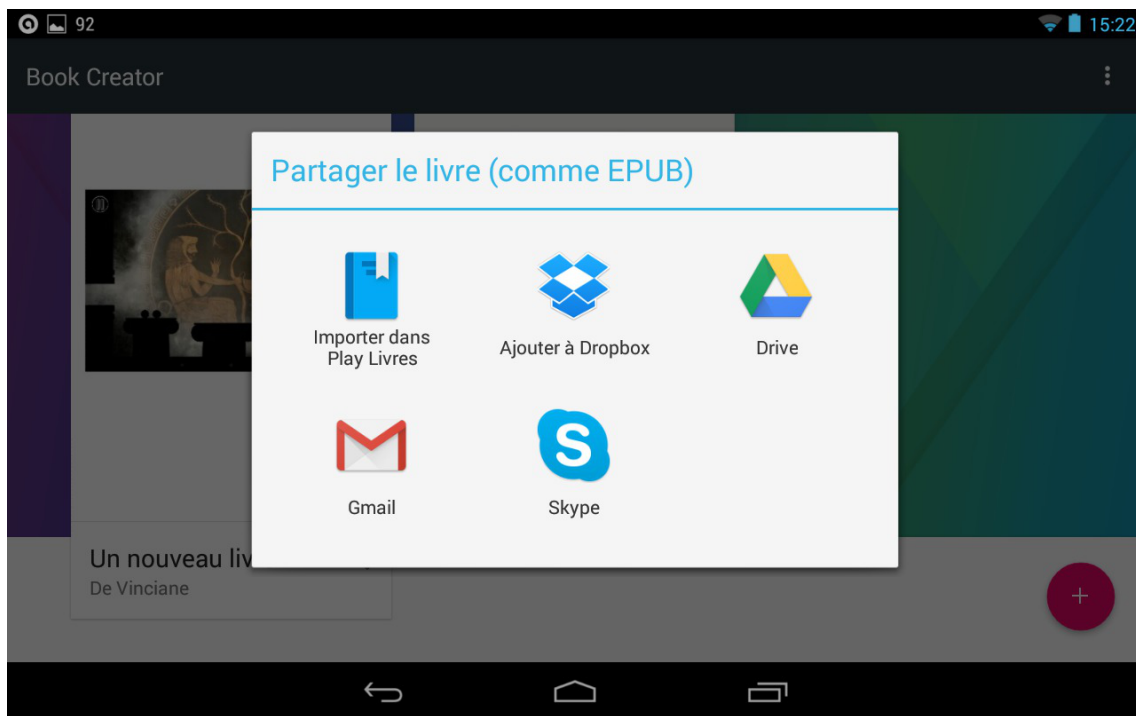 92
15:22
Book Creator
Partager le livre (comme EPUB)
Importer dans
Play Livres
Ajouter à Dropbox
Drive
Gmail
Skype
Un nouveau liv
De Vinciane